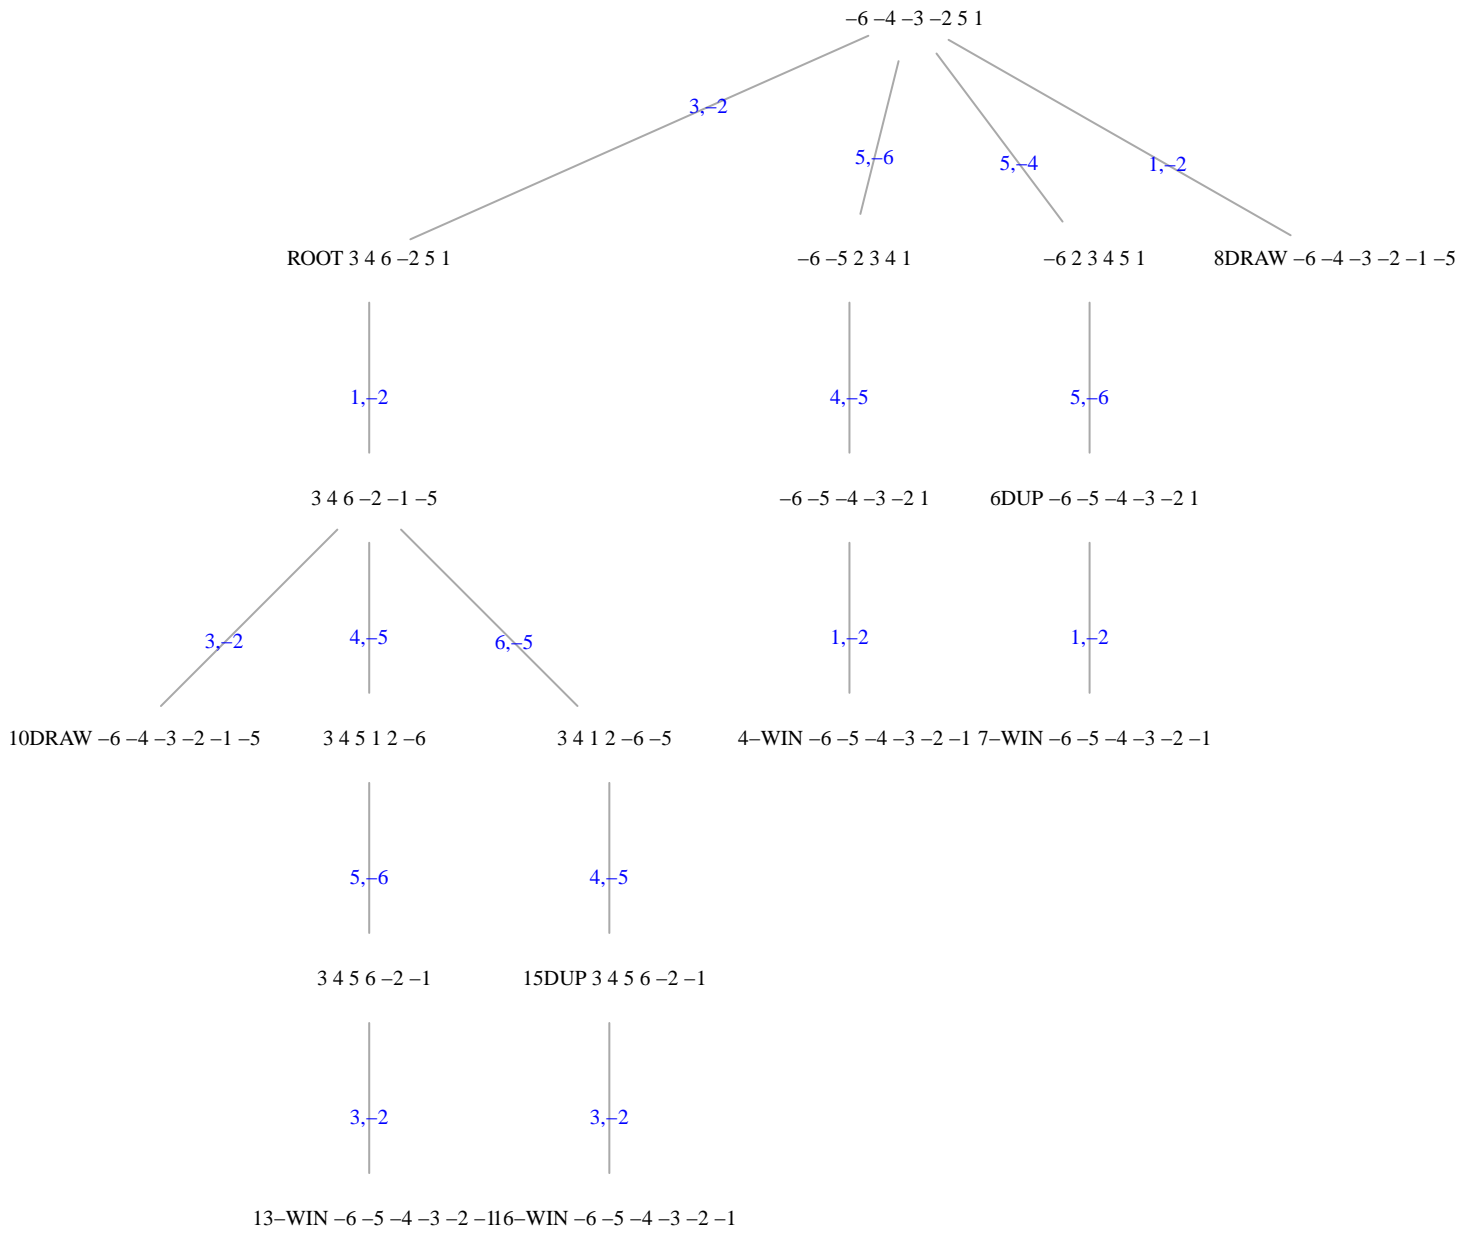 –6 –4 –3 –2 5 1
3,–2
5,–6
5,–4
1,–2
ROOT 3 4 6 –2 5 1
–6 –5 2 3 4 1
–6 2 3 4 5 1
8DRAW –6 –4 –3 –2 –1 –5
1,–2
4,–5
5,–6
3 4 6 –2 –1 –5
–6 –5 –4 –3 –2 1
6DUP –6 –5 –4 –3 –2 1
3,–2
4,–5
6,–5
1,–2
1,–2
10DRAW –6 –4 –3 –2 –1 –5
3 4 5 1 2 –6
3 4 1 2 –6 –5
4–WIN –6 –5 –4 –3 –2 –1
7–WIN –6 –5 –4 –3 –2 –1
5,–6
4,–5
3 4 5 6 –2 –1
15DUP 3 4 5 6 –2 –1
3,–2
3,–2
13–WIN –6 –5 –4 –3 –2 –1
16–WIN –6 –5 –4 –3 –2 –1